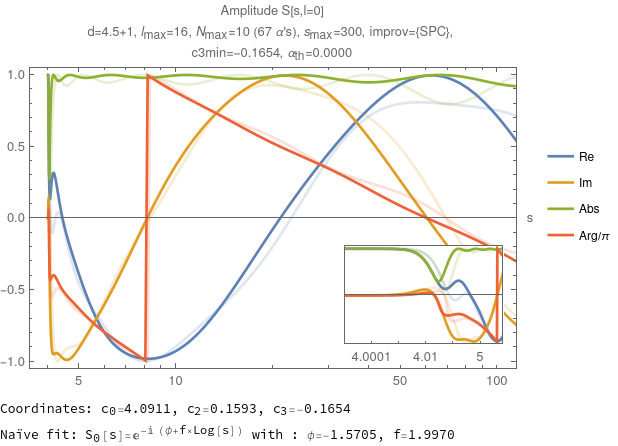 Amplitude S[s,l=0]
d=4.5+1, lmax=16, Nmax=10 (67 α's), smax=300, improv={SPC},
c3min=-0.1654, αth=0.0000
1.0
0.5
0.0
-0.5
-1.0
5
10
50
100
s
Re
Im
Abs
Arg/π
4.0001
4.01
5
Coordinates: c0=4.0911, c2=0.1593, c3=-0.1654
Naïve fit: S0[s]=e^-i (ϕ+f×Log[s]) with : ϕ=-1.5705, f=1.9970